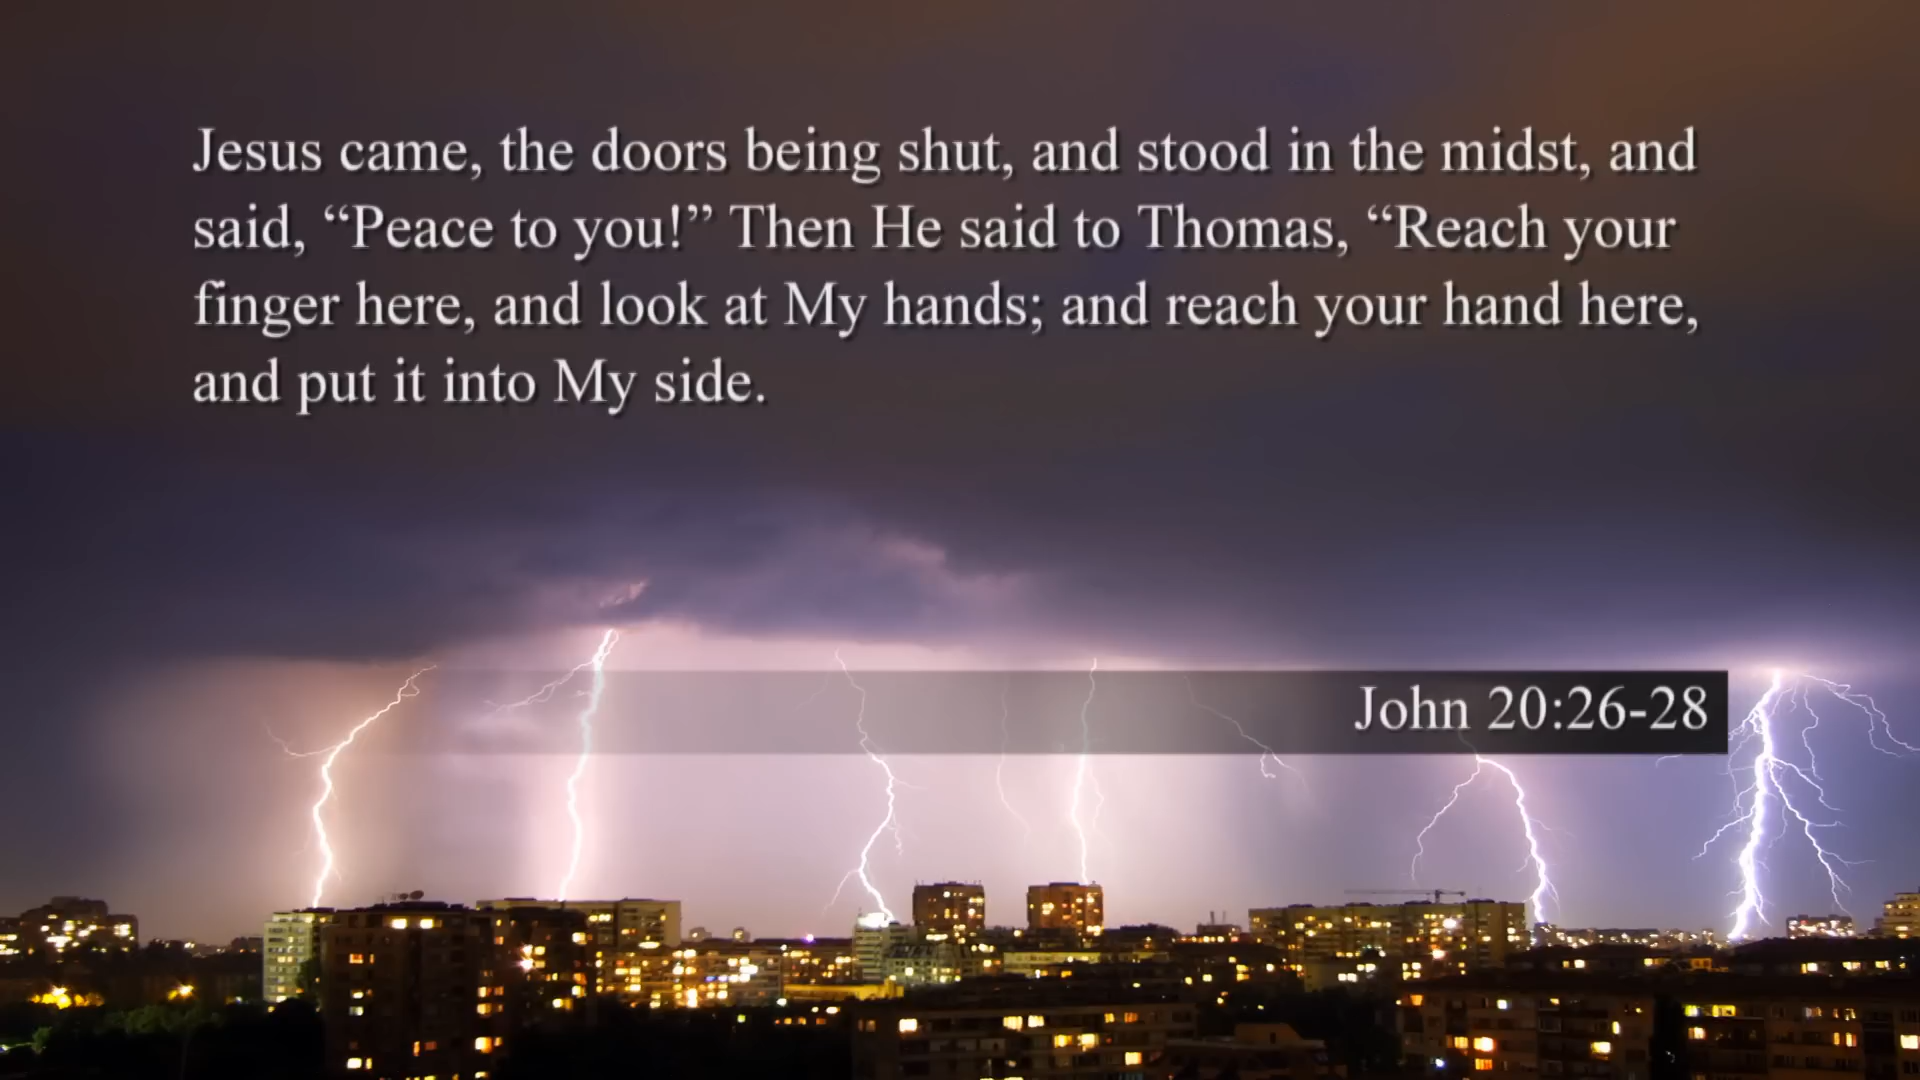 Jesus came, the doors being shut, and stood in the midst, and
said, “Peace to you!” Then He said to Thomas, “Reach your
finger here, and look at My hands; and reach your hand here,
and put it into My side.
John 20:26-28